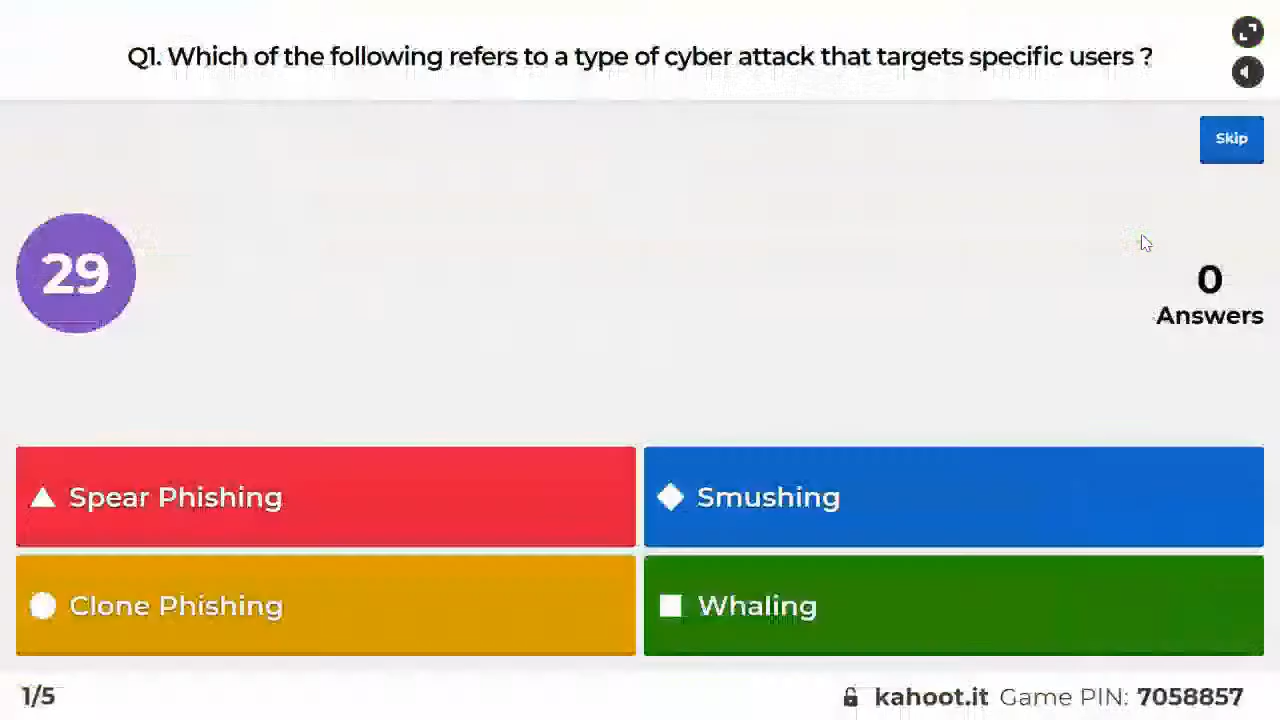 Q1. Which of the following refers to a type of cyber attack that targets specific users ?
Skip
29
0
Answers
Spear Phishing
Smushing
Clone Phishing
Whaling
1/5
kahoot.it Game PIN: 7058857